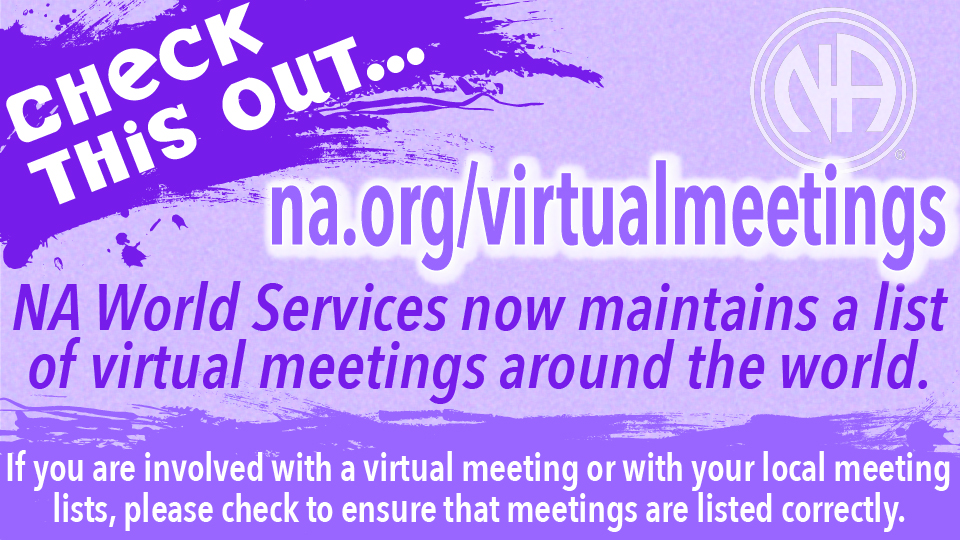 CHECK
THiS OUT...
NA
®
na.org/virtualmeetings
NA World Services now maintains a list
of virtual meetings around the world.
If you are involved with a virtual meeting or with your local meeting
lists, please check to ensure that meetings are listed correctly.